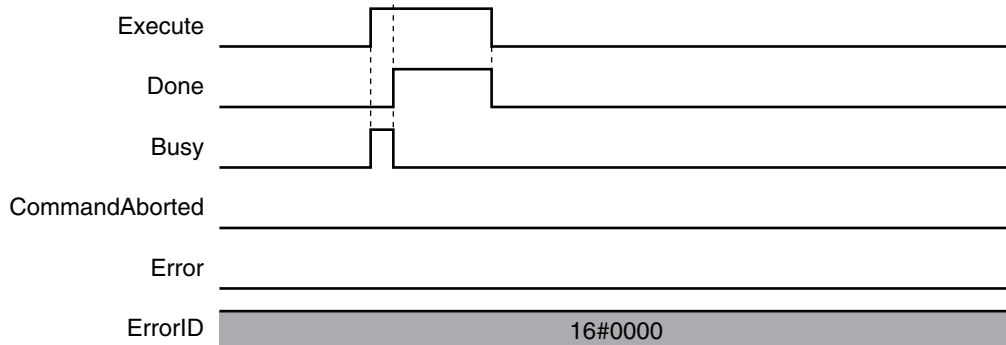 Execute
Done
Busy
CommandAborted
Error
ErrorID
16#0000